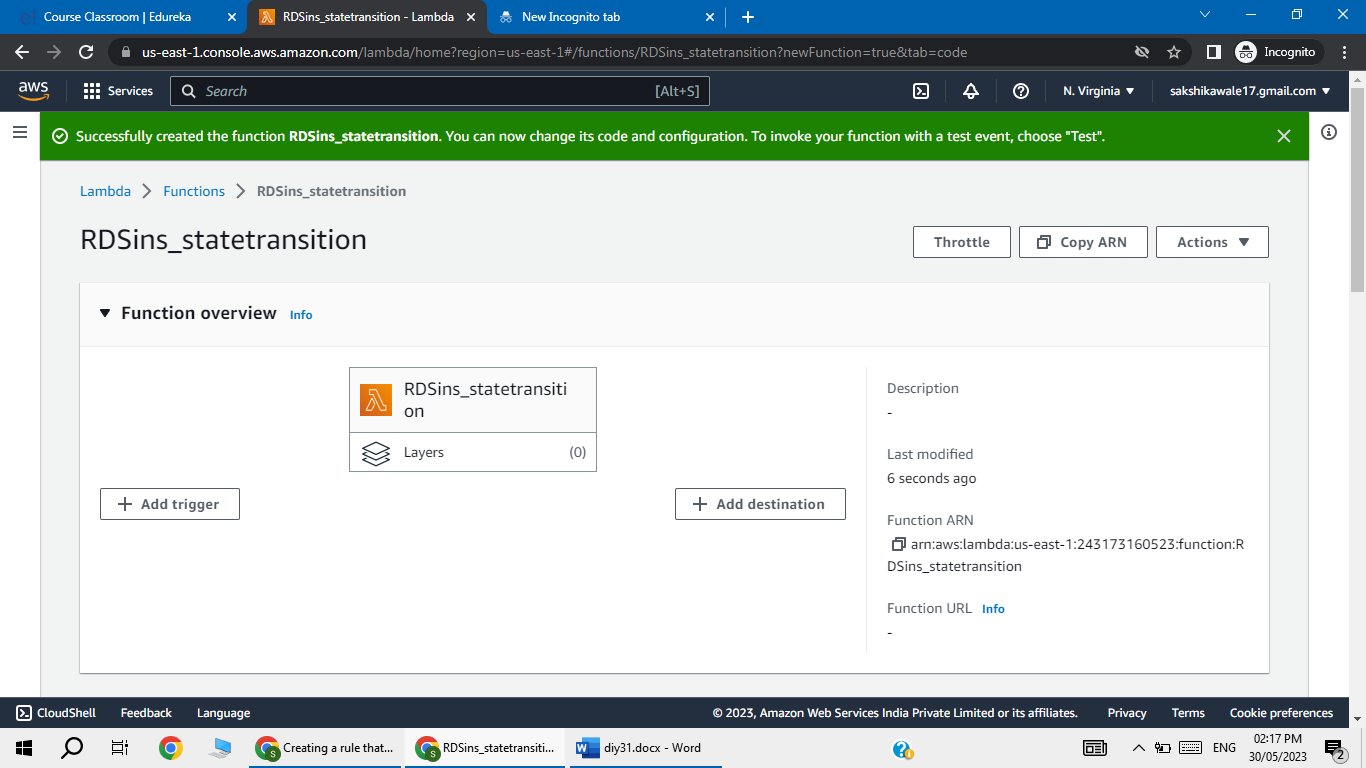 Course Classroom | Edureka
RDSins_statetransition - Lambda
New Incognito tab
us-east-1.console.aws.amazon.com/lambda/home?region=us-east-1#/functions/RDSins_statetransition?newFunction=true&tab=code
Incognito
aws
Services
Search
[Alt+S]
N. Virginia
sakshikawale17.gmail.com
Successfully created the function RDSins_statetransition. You can now change its code and configuration. To invoke your function with a test event, choose "Test".
Lambda
Functions
RDSins_statetransition
RDSins_statetransition
Throttle
Copy ARN
Actions
Function overview Info
RDSins_statetransiti
on
Layers
(0)
Add trigger
Add destination
Description
-
Last modified
6 seconds ago
Function ARN
arn:aws:lambda:us-east-1:243173160523:function:R
DSins_statetransition
Function URL Info
-
CloudShell
Feedback
Language
© 2023, Amazon Web Services India Private Limited or its affiliates.
Privacy
Terms
Cookie preferences
Creating a rule that...
RDSins_statetransiti...
diy31.docx - Word
ENG
02:17 PM
30/05/2023
2